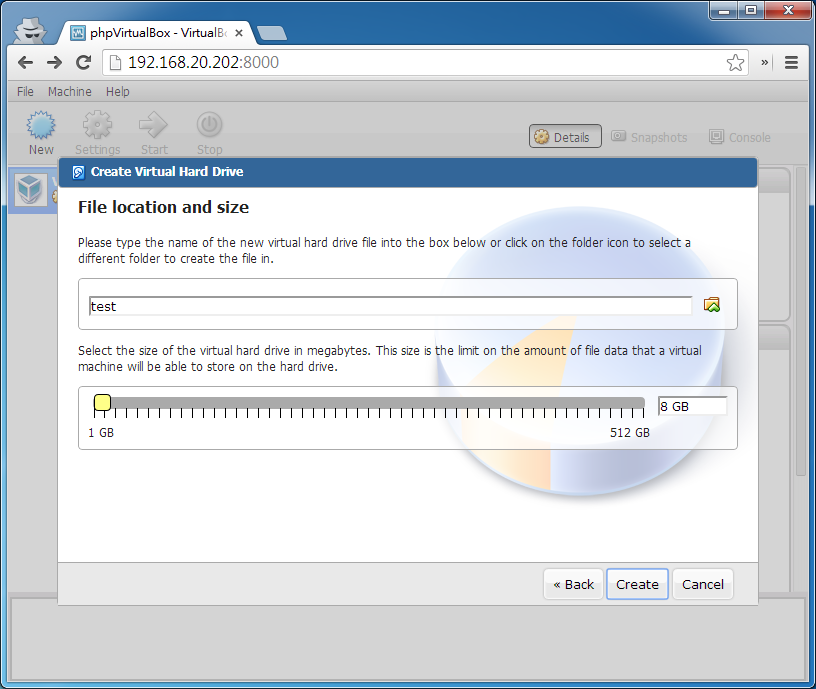 phpVirtualBox - VirtualB
192.168.20.202:8000
File Machine Help
New Settings Start Stop
Details Snapshots Console
Create Virtual Hard Drive
File location and size
Please type the name of the new virtual hard drive file into the box below or click on the folder icon to select a
different folder to create the file in.
test
Select the size of the virtual hard drive in megabytes. This size is the limit on the amount of file data that a virtual
machine will be able to store on the hard drive.
8 GB
1 GB 512 GB
« Back Create Cancel